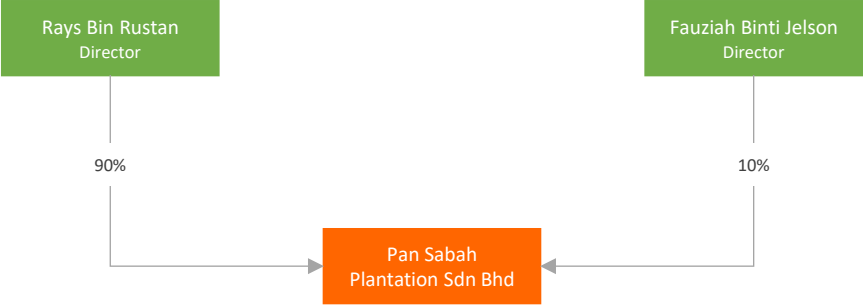 Rays Bin Rustan
Director
Fauziah Binti Jelson
Director
90%
10%
Pan Sabah
Plantation Sdn Bhd